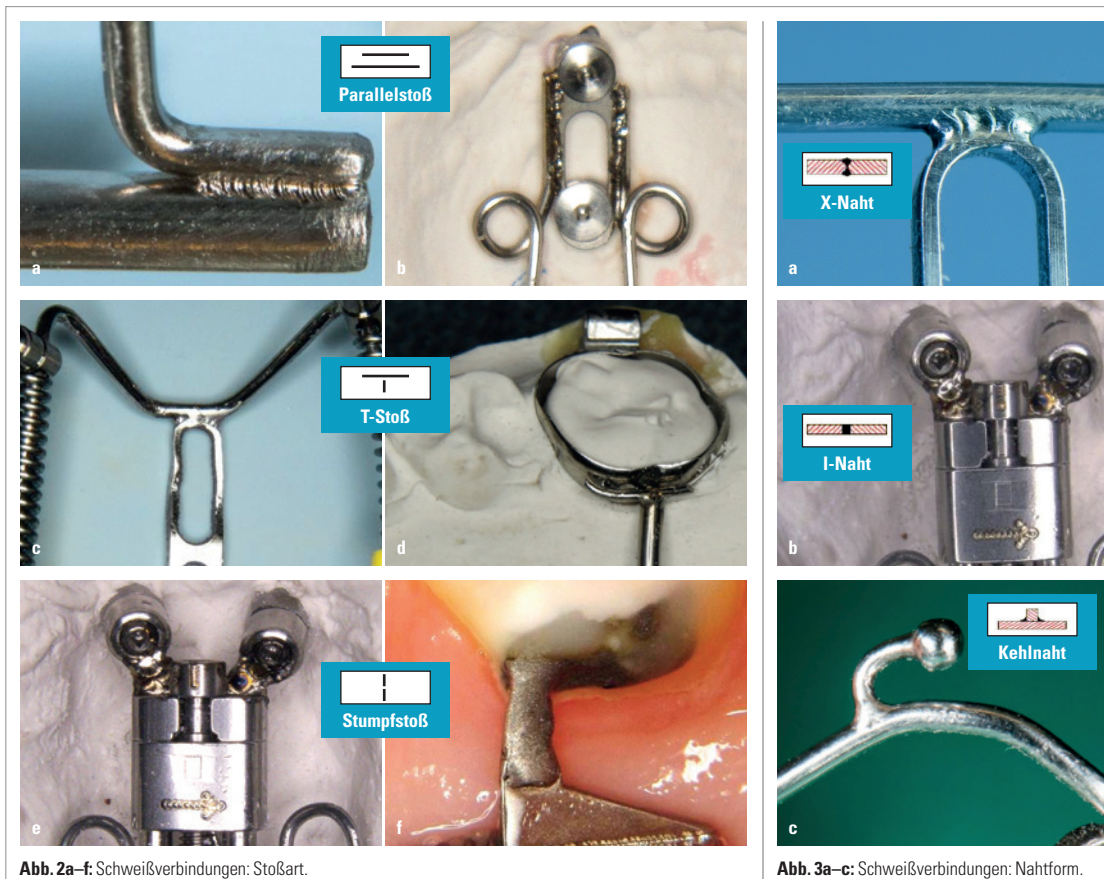 Parallelstoß
a
b
T-Stoß
c
d
Stumpfstoß
e
f
Abb. 2a–f: Schweißverbindungen: Stoßart.
X-Naht
a
I-Naht
b
Kehlnaht
c
Abb. 3a–c: Schweißverbindungen: Nahtform.